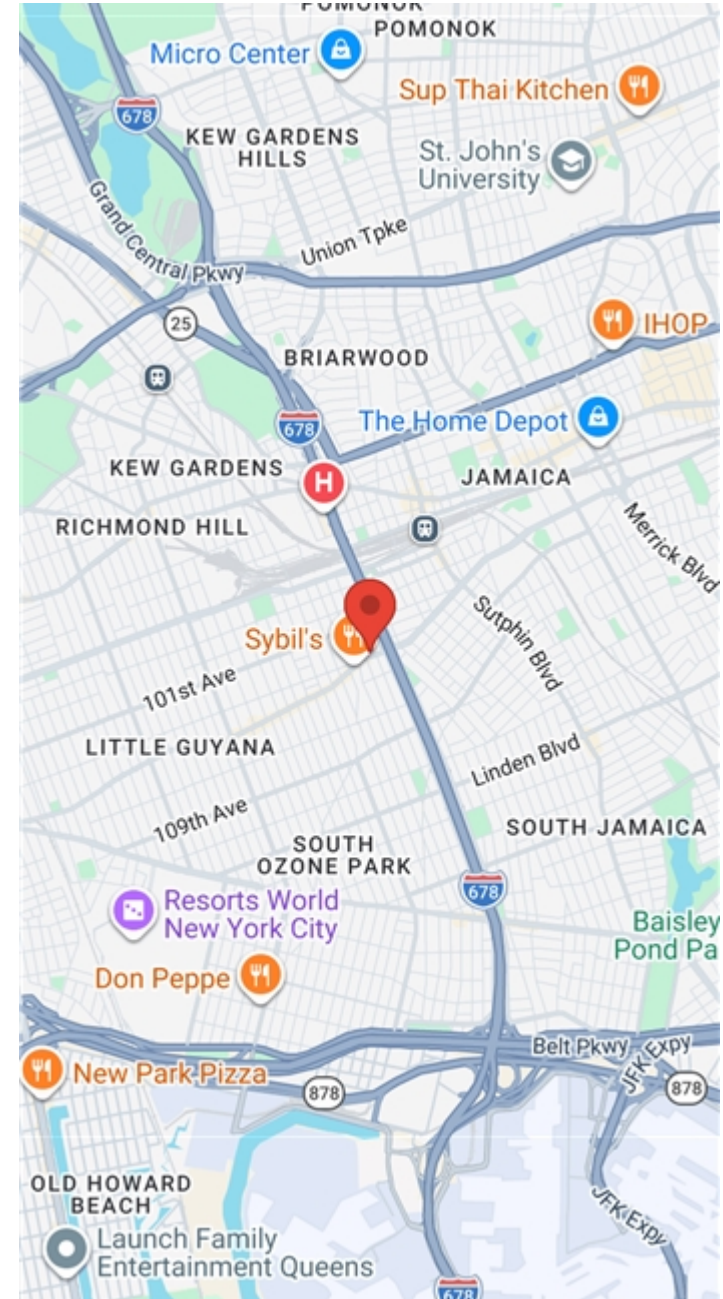 POMONOK
POMONOK
Micro Center
Sup Thai Kitchen
678
KEW GARDENS
HILLS
St. John's
University
Grand Central Pkwy
Union Tpke
25
IHOP
BRIARWOOD
The Home Depot
678
KEW GARDENS
H
JAMAICA
RICHMOND HILL
Merrick Blvd
Sybil's
Sutphin Blvd
101st Ave
LITTLE GUYANA
Linden Blvd
109th Ave
SOUTH
OZONE PARK
SOUTH JAMAICA
678
Resorts World
New York City
Baisley
Pond Pa
Don Peppe
Belt Pkwy
JFK Expy
New Park Pizza
878
878
OLD HOWARD
BEACH
JFK Expy
Launch Family
Entertainment Queens
678